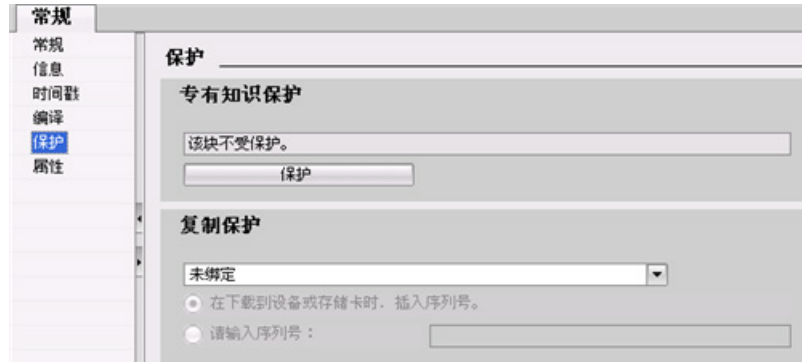 常规
常规
信息
时间戳
编译
保护
属性
保护
专有知识保护
该块不受保护。
保护
复制保护
未绑定
在下载到设备或存储卡时，插入序列号。
请输入序列号：